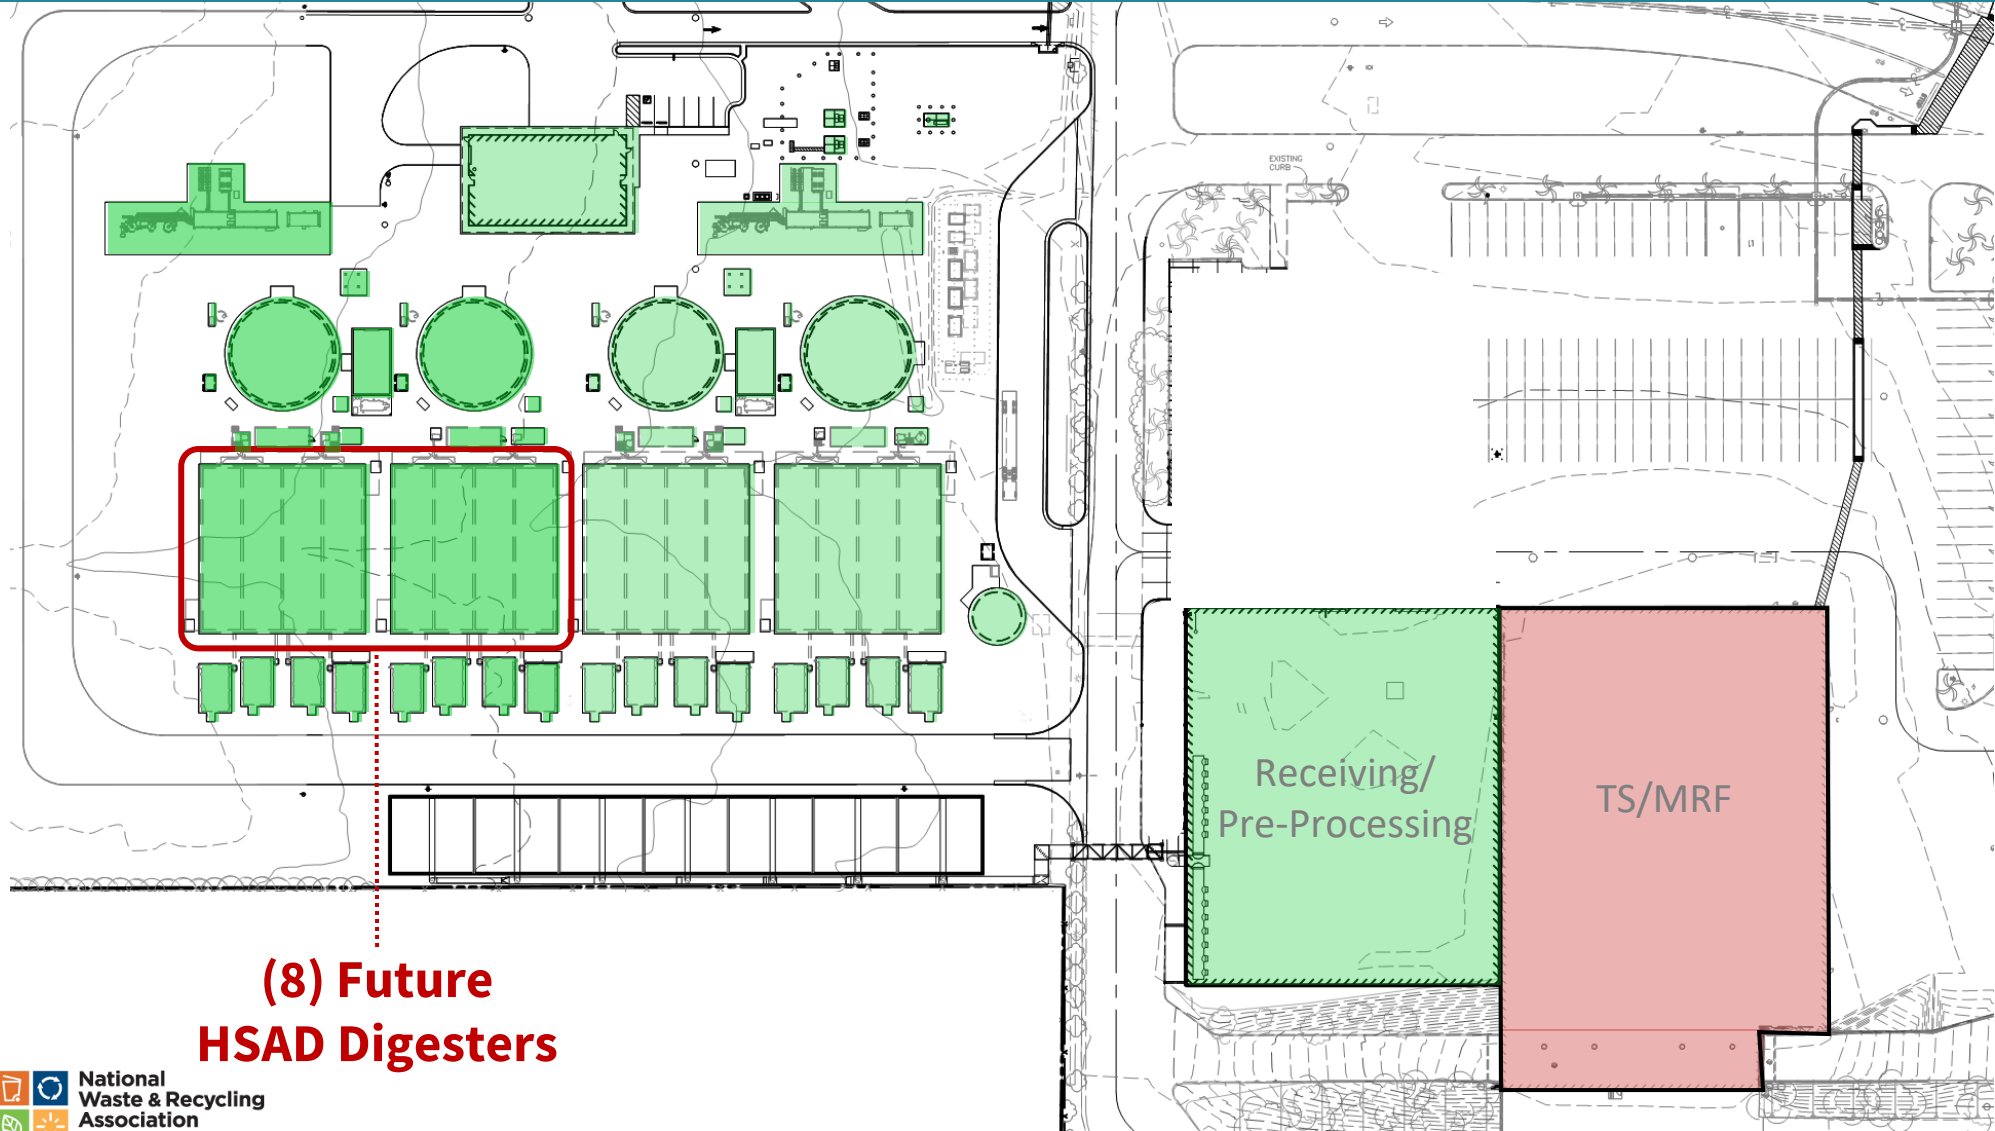 EXISTING
CURB
Receiving/
Pre-Processing
TS/MRF
(8) Future
HSAD Digesters
National
Waste & Recycling
Association